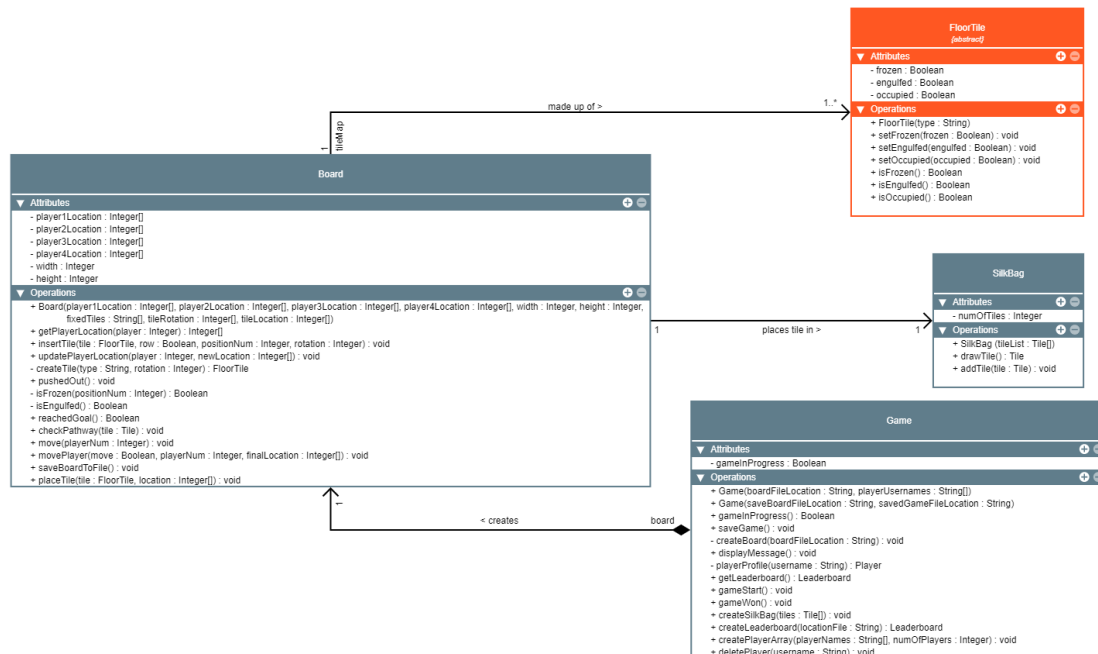 FloorTile
{abstract}
Attributes
- frozen : Boolean
- engulfed : Boolean
- occupied : Boolean
Operations
+ FloorTile(type : String)
+ setFrozen(frozen : Boolean) : void
+ setEngulfed(engulfed : Boolean) : void
+ setOccupied(occupied : Boolean) : void
+ isFrozen() : Boolean
+ isEngulfed() : Boolean
+ isOccupied() : Boolean
made up of >
1..*
1
tileMap
Board
Attributes
- player1Location : Integer[]
- player2Location : Integer[]
- player3Location : Integer[]
- player4Location : Integer[]
- width : Integer
- height : Integer
Operations
+ Board(player1Location : Integer[], player2Location : Integer[], player3Location : Integer[], player4Location : Integer[], width : Integer, height : Integer,
fixedTiles : String[], tileRotation : Integer[], tileLocation : Integer[])
+ getPlayerLocation(player : Integer) : Integer[]
+ insertTile(tile : FloorTile, row : Boolean, positionNum : Integer, rotation : Integer) : void
+ updatePlayerLocation(player : Integer, newLocation : Integer[]) : void
- createTile(type : String, rotation : Integer) : FloorTile
+ pushedOut() : void
- isFrozen(positionNum : Integer) : Boolean
- isEngulfed() : Boolean
+ reachedGoal() : Boolean
+ checkPathway(tile : Tile) : void
+ move(playerNum : Integer) : void
+ movePlayer(move : Boolean, playerNum : Integer, finalLocation : Integer[]) : void
+ saveBoardToFile() : void
+ placeTile(tile : FloorTile, location : Integer[]) : void
1
places tile in >
1
SilkBag
Attributes
- numOfTiles : Integer
Operations
+ SilkBag (tileList : Tile[])
+ drawTile() : Tile
+ addTile(tile : Tile) : void
1
< creates
board
Game
Attributes
- gameInProgress : Boolean
Operations
+ Game(boardFileLocation : String, playerUsernames : String[])
+ Game(saveBoardFileLocation : String, savedGameFileLocation : String)
+ gameInProgress() : Boolean
+ saveGame() : void
- createBoard(boardFileLocation : String) : void
+ displayMessage() : void
- playerProfile(username : String) : Player
+ getLeaderboard() : Leaderboard
+ gameStart() : void
+ gameWon() : void
+ createSilkBag(tiles : Tile[]) : void
+ createLeaderboard(locationFile : String) : Leaderboard
+ createPlayerArray(playerNames : String[], numOfPlayers : Integer) : void
+ deletePlayer(username : String) : void